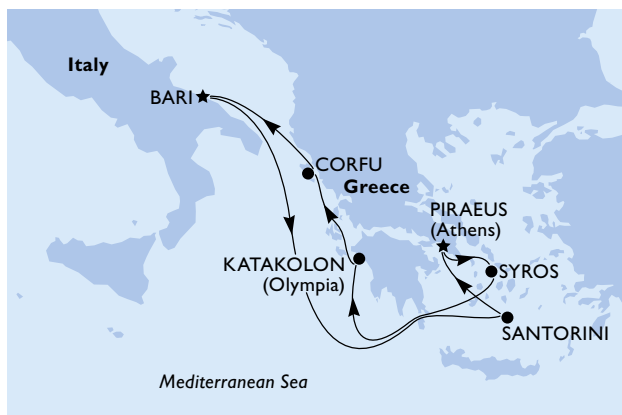 Italy
BARI
CORFU
Greece
PIRAEUS
(Athens)
KATAKOLON
(Olympia)
SYROS
SANTORINI
Mediterranean Sea